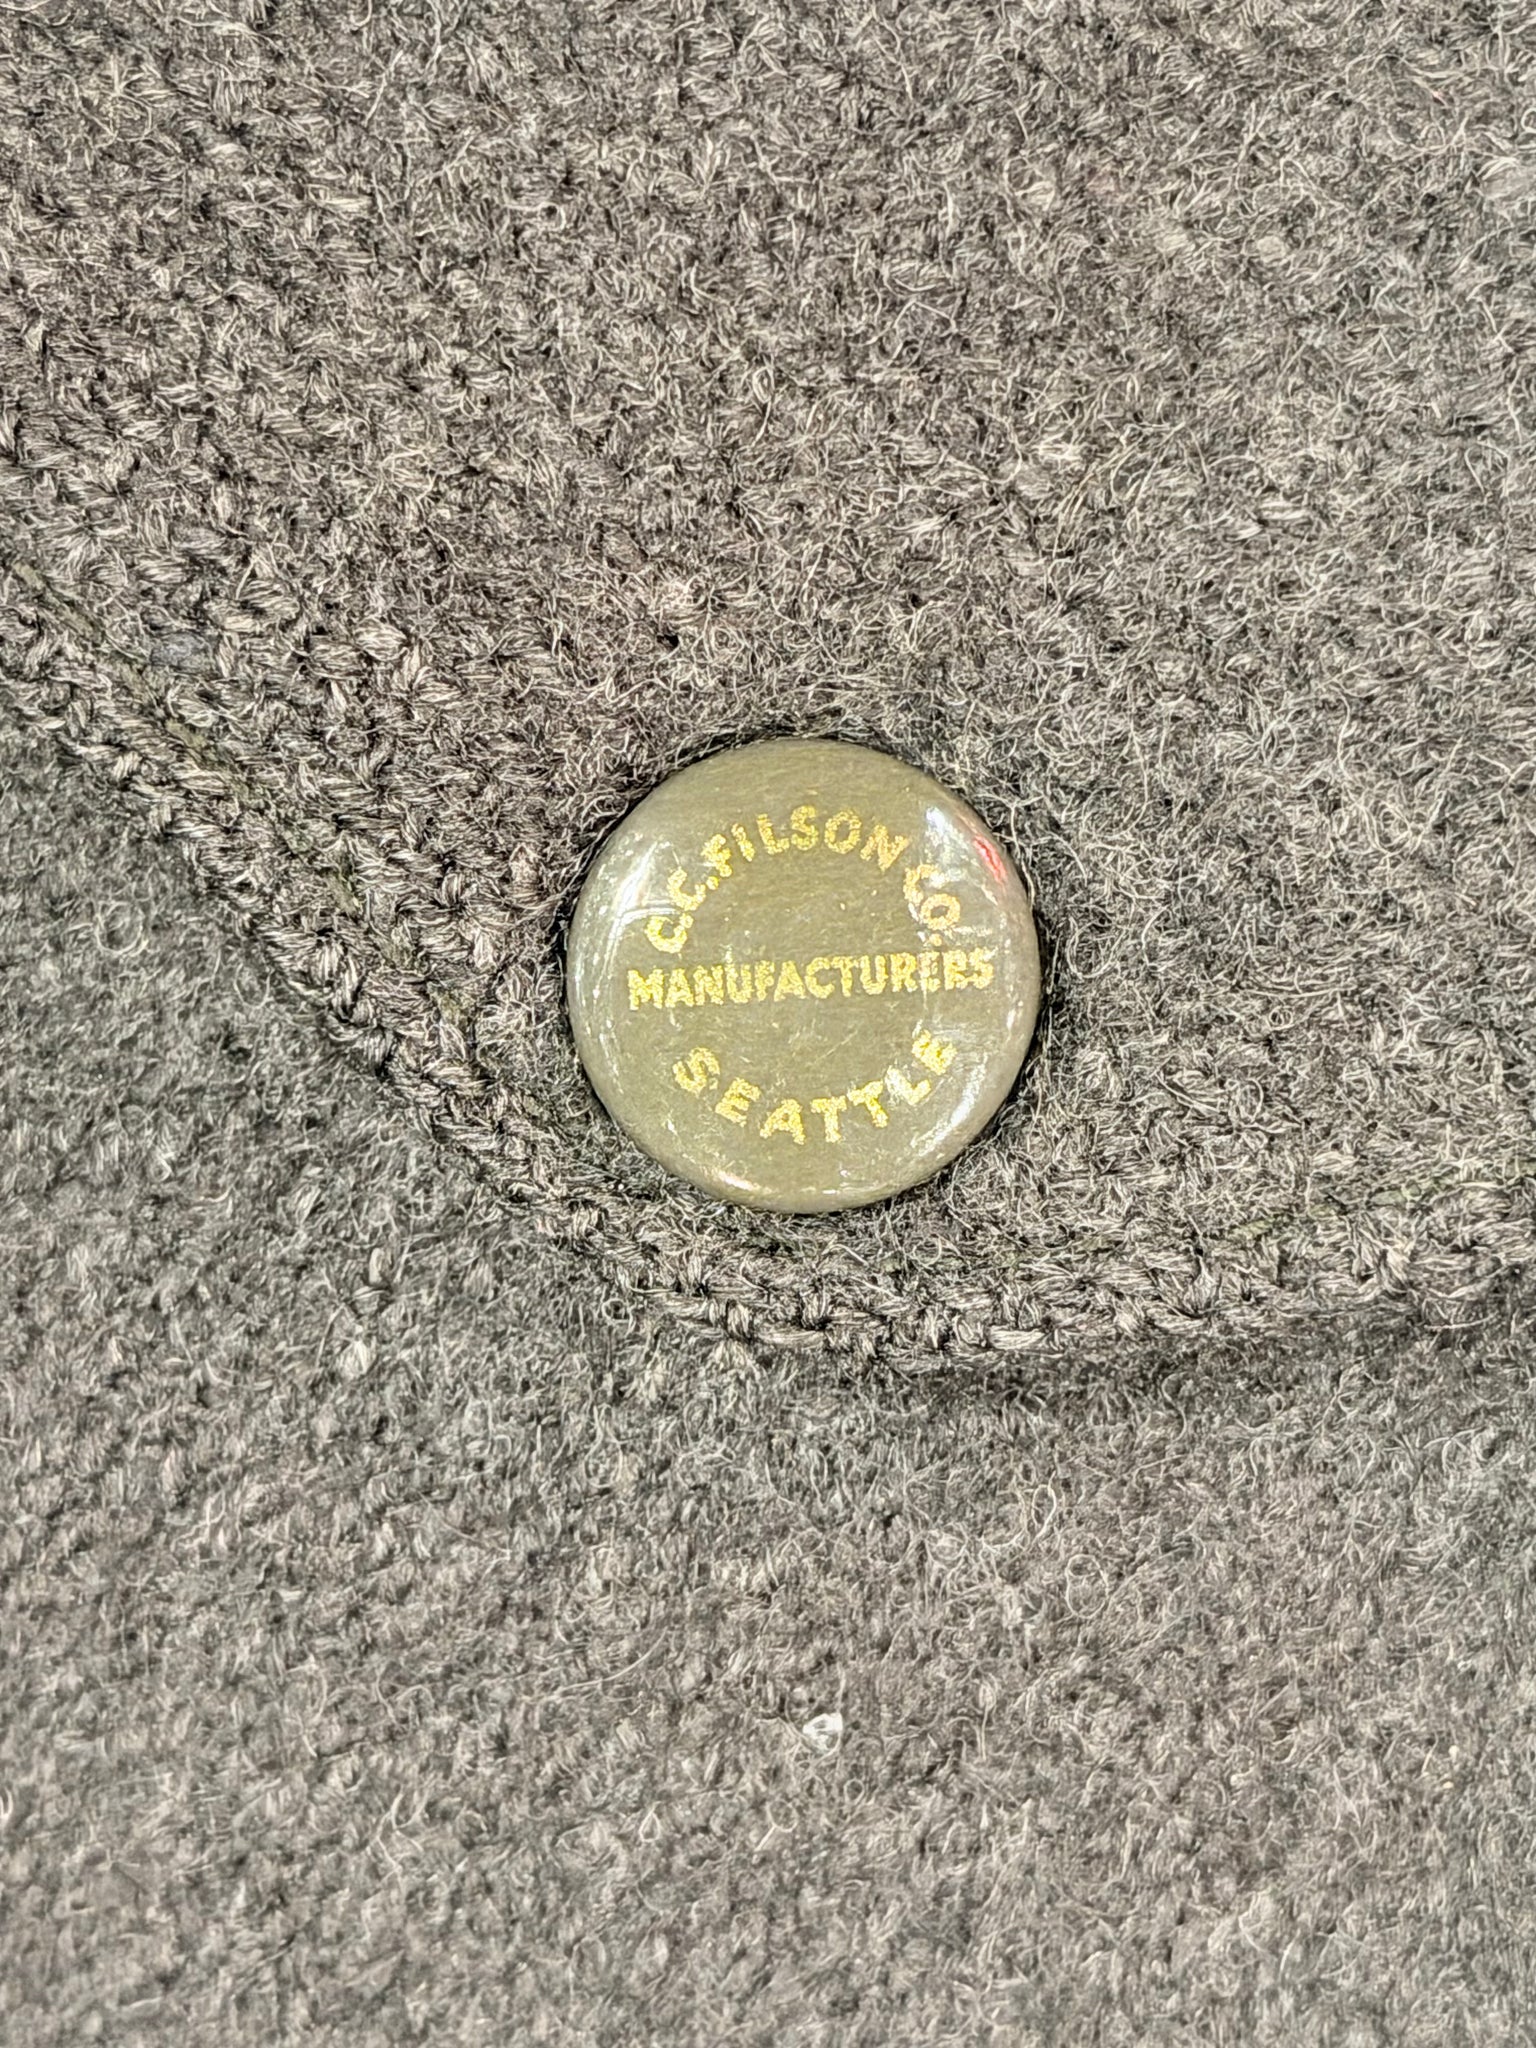 C.C. FILSON CO.
MANUFACTURERS
SEATTLE